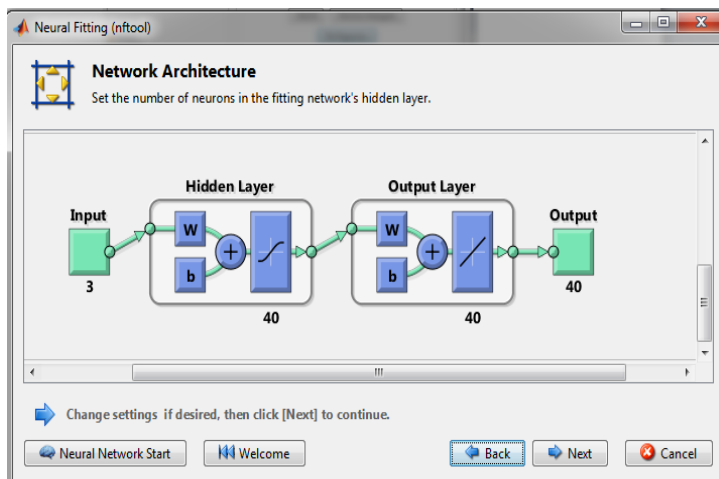 Neural Fitting (nftool)
Network Architecture
Set the number of neurons in the fitting network's hidden layer.
Hidden Layer
Output Layer
Input
Output
W
W
b
b
3
40
40
40
Change settings if desired, then click [Next] to continue.
Neural Network Start
Welcome
Back
Next
Cancel